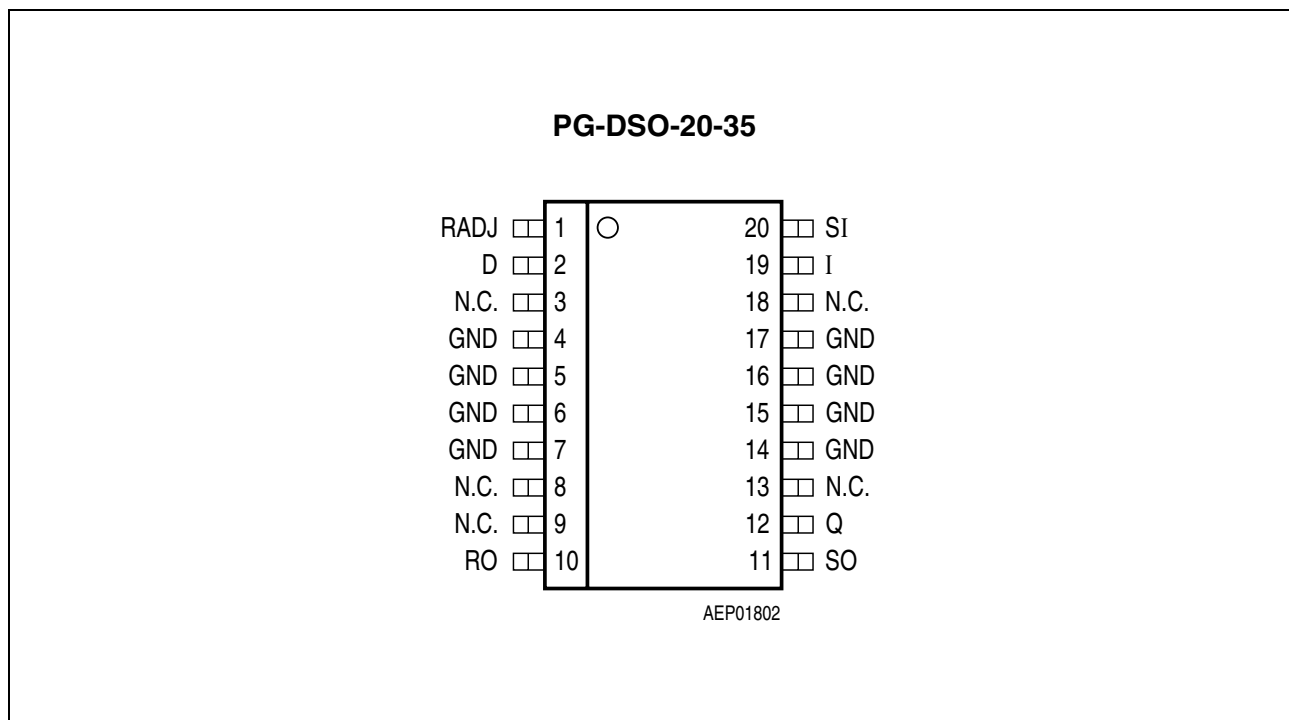 PG-DSO-20-35
RADJ 1 20 SI
D 2 19 I
N.C. 3 18 N.C.
GND 4 17 GND
GND 5 16 GND
GND 6 15 GND
GND 7 14 GND
N.C. 8 13 N.C.
N.C. 9 12 Q
RO 10 11 SO
AEP01802